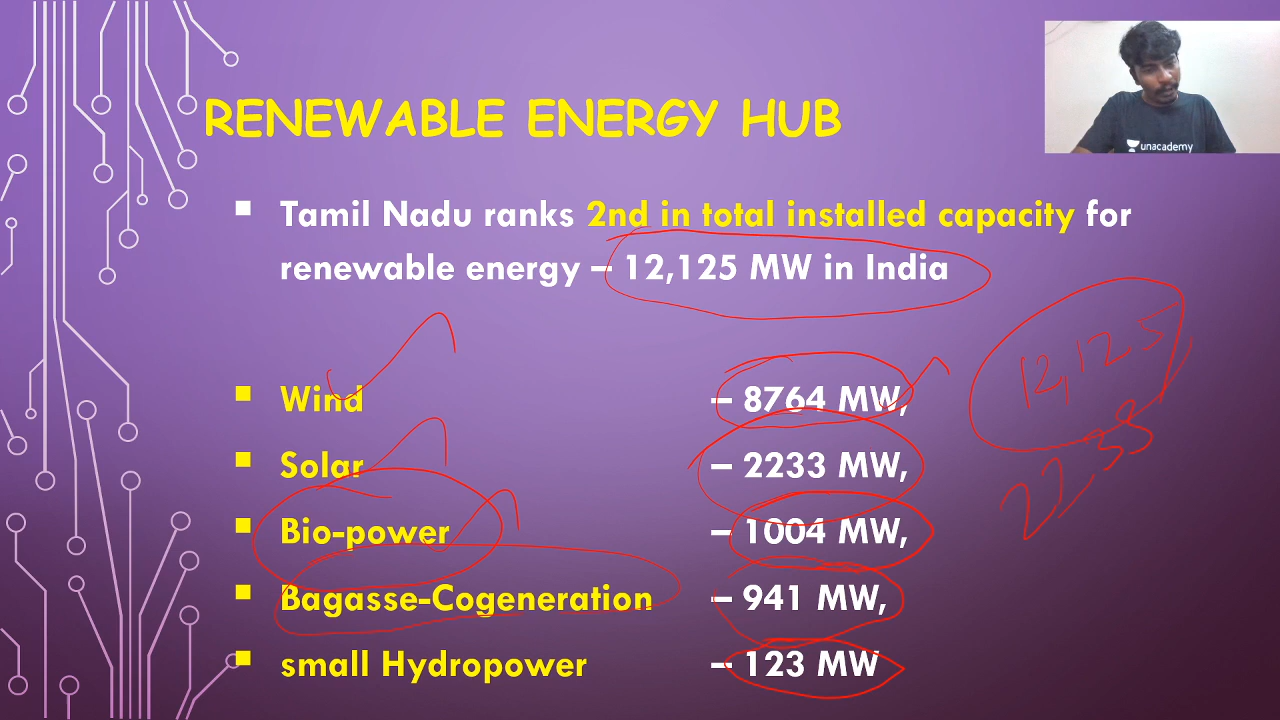 RENEWABLE ENERGY HUB
unacademy
Tamil Nadu ranks 2nd in total installed capacity for
renewable energy – 12,125 MW in India
12,125
Wind – 8764 MW,
2233
Solar – 2233 MW,
Bio-power – 1004 MW,
Bagasse-Cogeneration – 941 MW,
small Hydropower – 123 MW